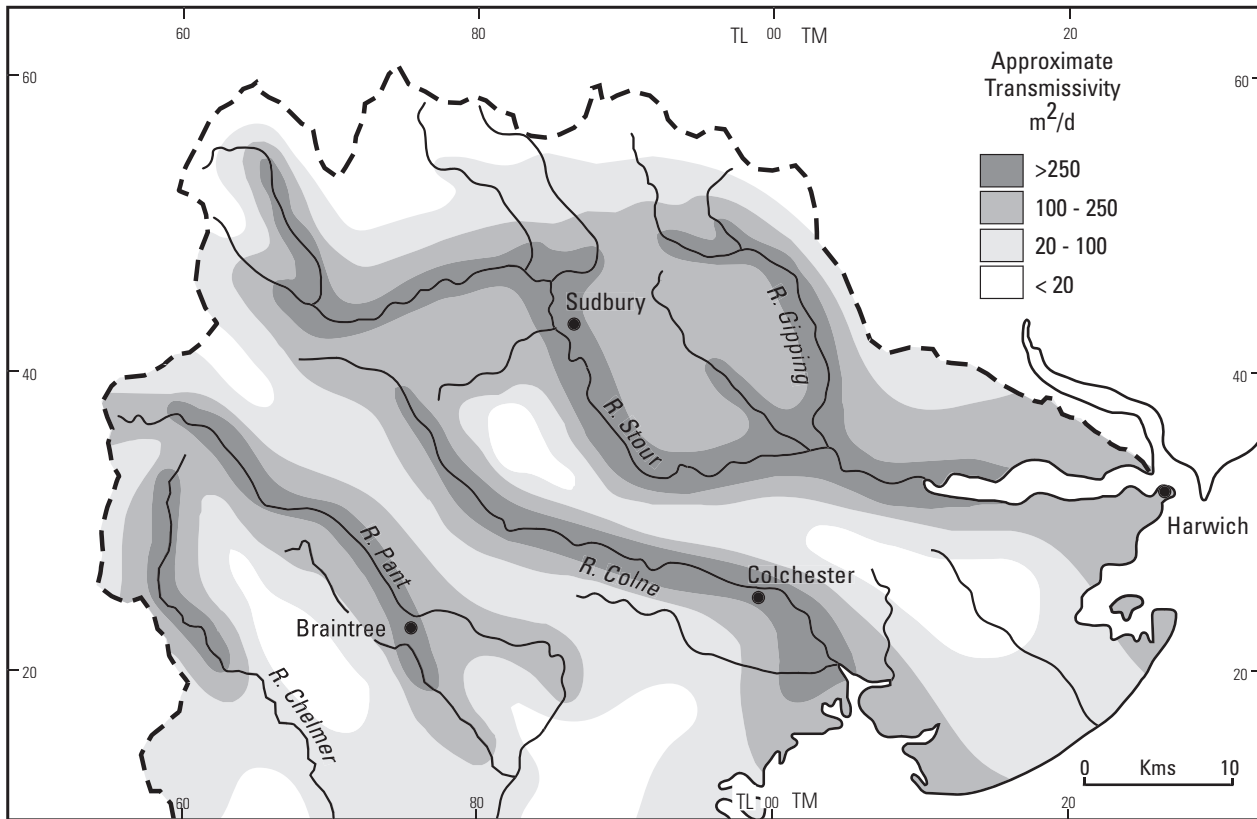 60
80
TL 00 TM
20
60
60
Approximate
Transmissivity
m2/d
>250
100 - 250
20 - 100
< 20
Sudbury
R. Gipping
40
40
R. Stour
Harwich
R. Pant
R. Colne
Colchester
Braintree
20
20
R. Chelmer
0 Kms 10
60
80
TL 00 TM
20